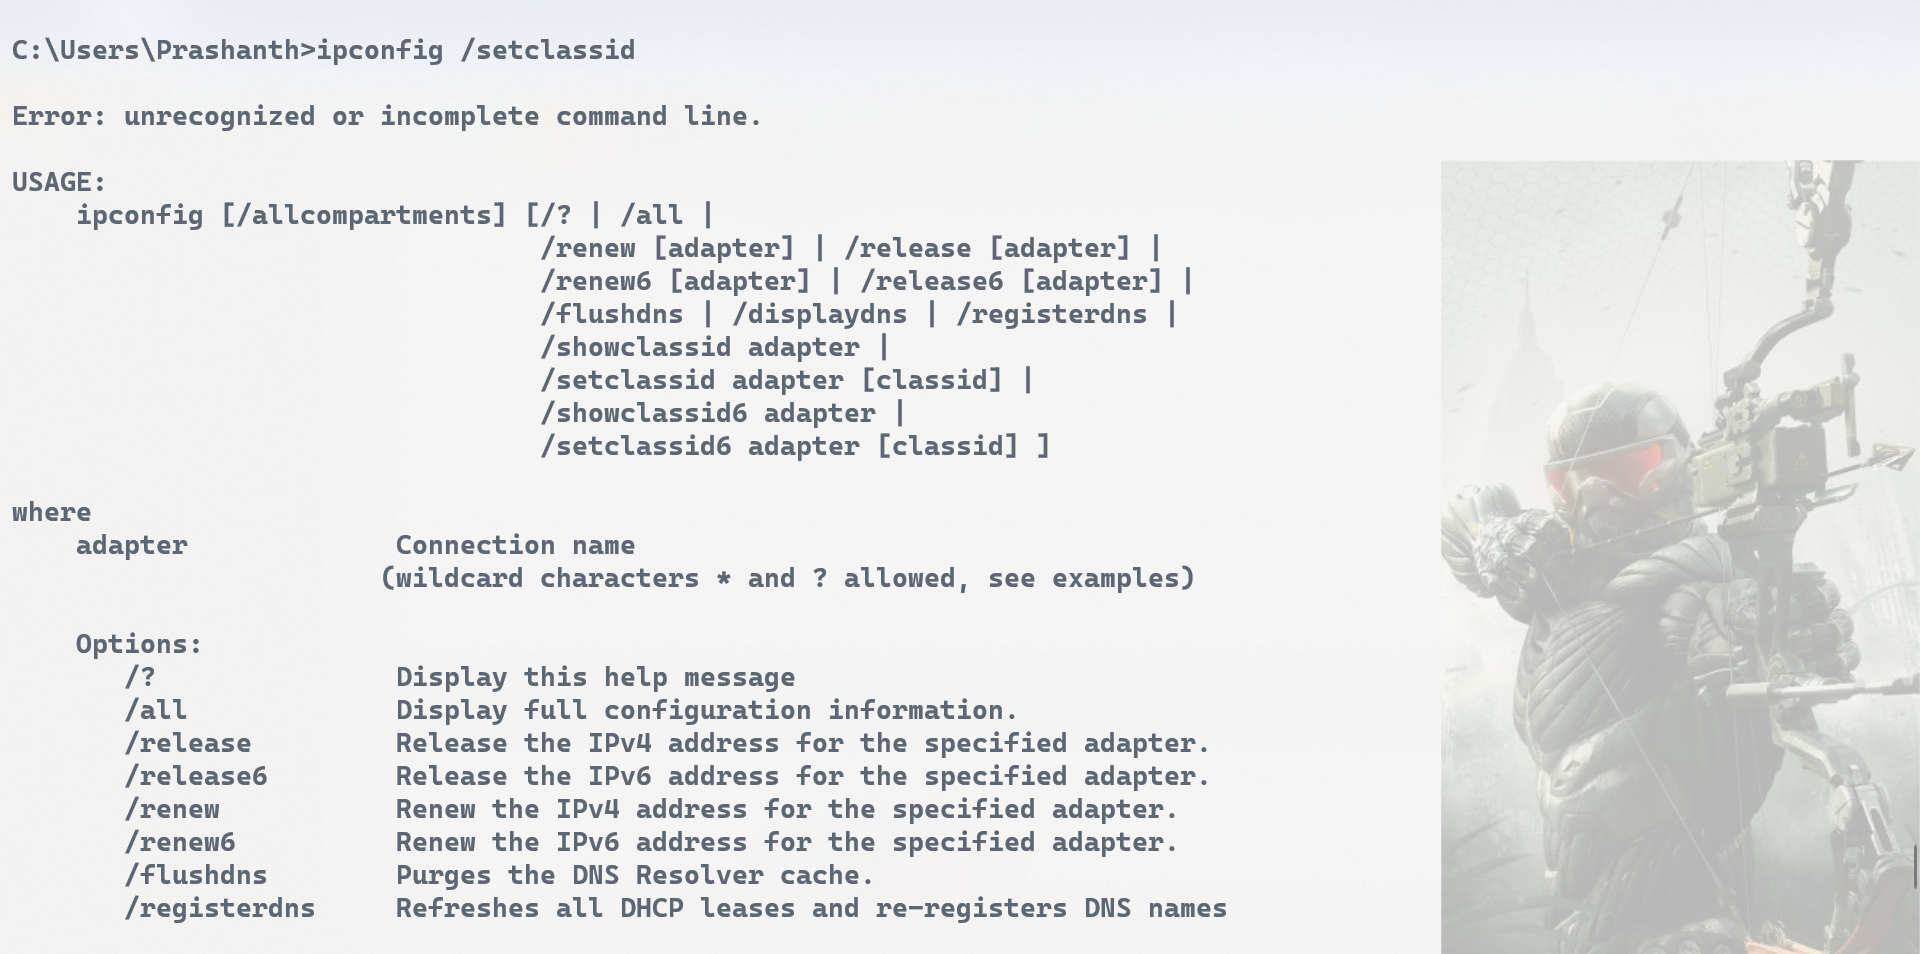 C:\Users\Prashanth>ipconfig /setclassid
Error: unrecognized or incomplete command line.
USAGE:
ipconfig [/allcompartments] [/? | /all |
/renew [adapter] | /release [adapter] |
/renew6 [adapter] | /release6 [adapter] |
/flushdns | /displaydns | /registerdns |
/showclassid adapter |
/setclassid adapter [classid] |
/showclassid6 adapter |
/setclassid6 adapter [classid] ]
where
adapter Connection name
(wildcard characters * and ? allowed, see examples)
Options:
/? Display this help message
/all Display full configuration information.
/release Release the IPv4 address for the specified adapter.
/release6 Release the IPv6 address for the specified adapter.
/renew Renew the IPv4 address for the specified adapter.
/renew6 Renew the IPv6 address for the specified adapter.
/flushdns Purges the DNS Resolver cache.
/registerdns Refreshes all DHCP leases and re-registers DNS names